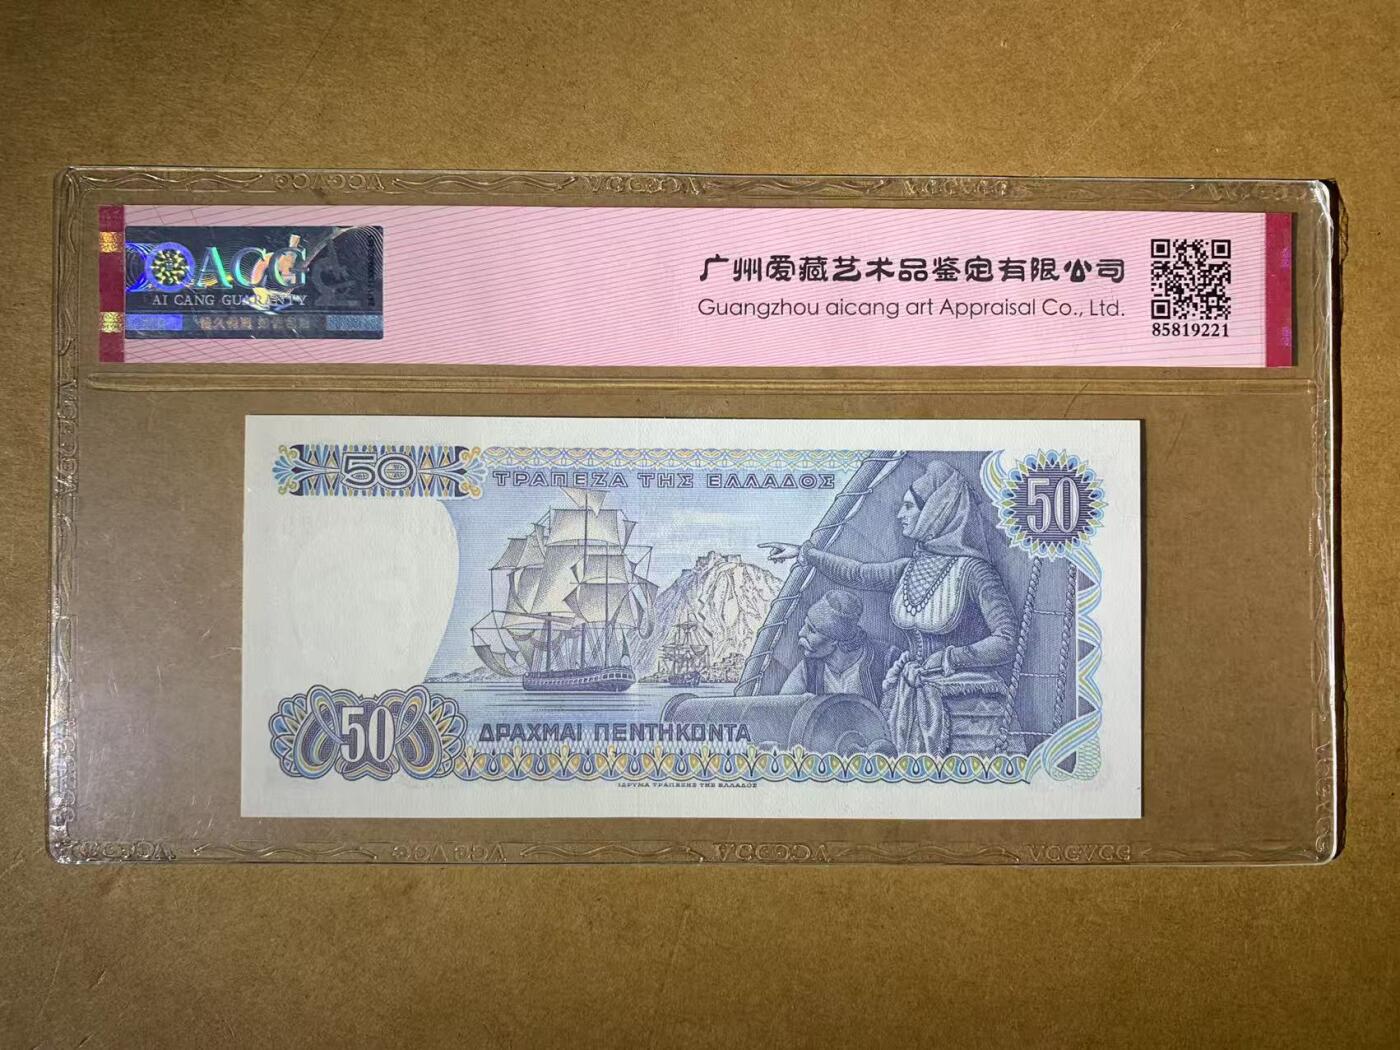 ACG
AI CANG GUARANTY
广州爱藏艺术品鉴定有限公司
Guangzhou aicang art Appraisal Co., Ltd.
85819221
50
ΤΡΑΠΕΖΑ ΤΗΣ ΕΛΛΑΔΟΣ
50
50
ΔΡΑΧΜΑΙ ΠΕΝΤΗΚΟΝΤΑ
ΙΔΡΥΜΑ ΤΡΑΠΕΖΗΣ ΤΗΣ ΕΛΛΑΔΟΣ